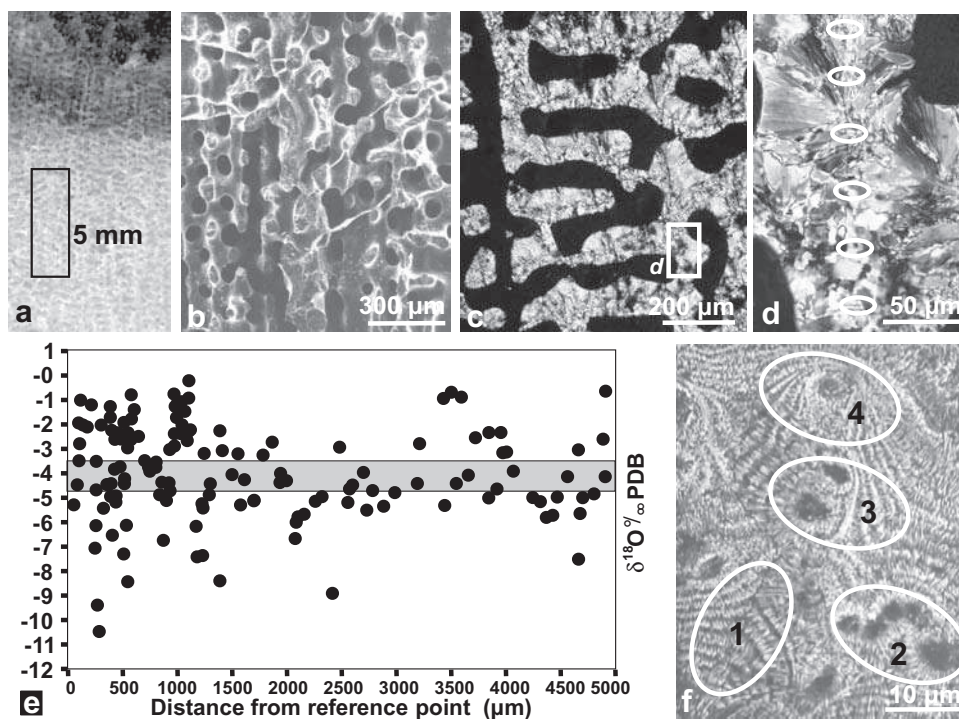 a
5 mm
b
300 µm
c
d
200 µm
d
50 µm
e
1
-0
-1
-2
-3
-4
-5
-6
-7
-8
-9
-10
-11
-12
0
500
1000
1500
2000
2500
3000
3500
4000
4500
5000
Distance from reference point (µm)
δ18O ‰ PDB
f
4
3
1
2
10 µm